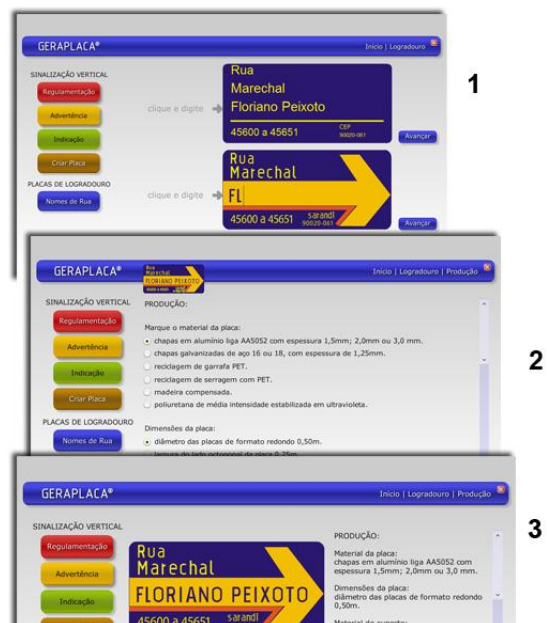 GERAPLACA®
Início | Logradouro
SINALIZAÇÃO VERTICAL
Regulamentação
Advertência
Indicação
Criar Placa
PLACAS DE LOGRADOURO
Nomes de Rua
clique e digite
Rua
Marechal
Floriano Peixoto
45600 a 45651
CEP
90020-061
Avançar
clique e digite
Rua
Marechal
FL
45600 a 45651
sarandí
90020-061
Avançar
1
GERAPLACA®
Rua
Marechal
FLORIANO PEIXOTO
Início | Logradouro | Produção
SINALIZAÇÃO VERTICAL
Regulamentação
Advertência
Indicação
Criar Placa
PLACAS DE LOGRADOURO
Nomes de Rua
PRODUÇÃO:
Marque o material da placa:
chapas em alumínio liga AA5052 com espessura 1,5mm; 2,0mm ou 3,0 mm.
chapas galvanizadas de aço 16 ou 18, com espessura de 1,25mm.
reciclagem de garrafa PET.
reciclagem de serragem com PET.
madeira compensada.
poliuretana de média intensidade estabilizada em ultravioleta.
Dimensões da placa:
diâmetro das placas de formato redondo 0,50m.
2
GERAPLACA®
Início | Logradouro | Produção
SINALIZAÇÃO VERTICAL
Regulamentação
Advertência
Indicação
Rua
Marechal
FLORIANO PEIXOTO
45600 a 45651
sarandí
PRODUÇÃO:
Material da placa:
chapas em alumínio liga AA5052 com
espessura 1,5mm; 2,0mm ou 3,0 mm.
Dimensões da placa:
diâmetro das placas de formato redondo
0,50m.
3